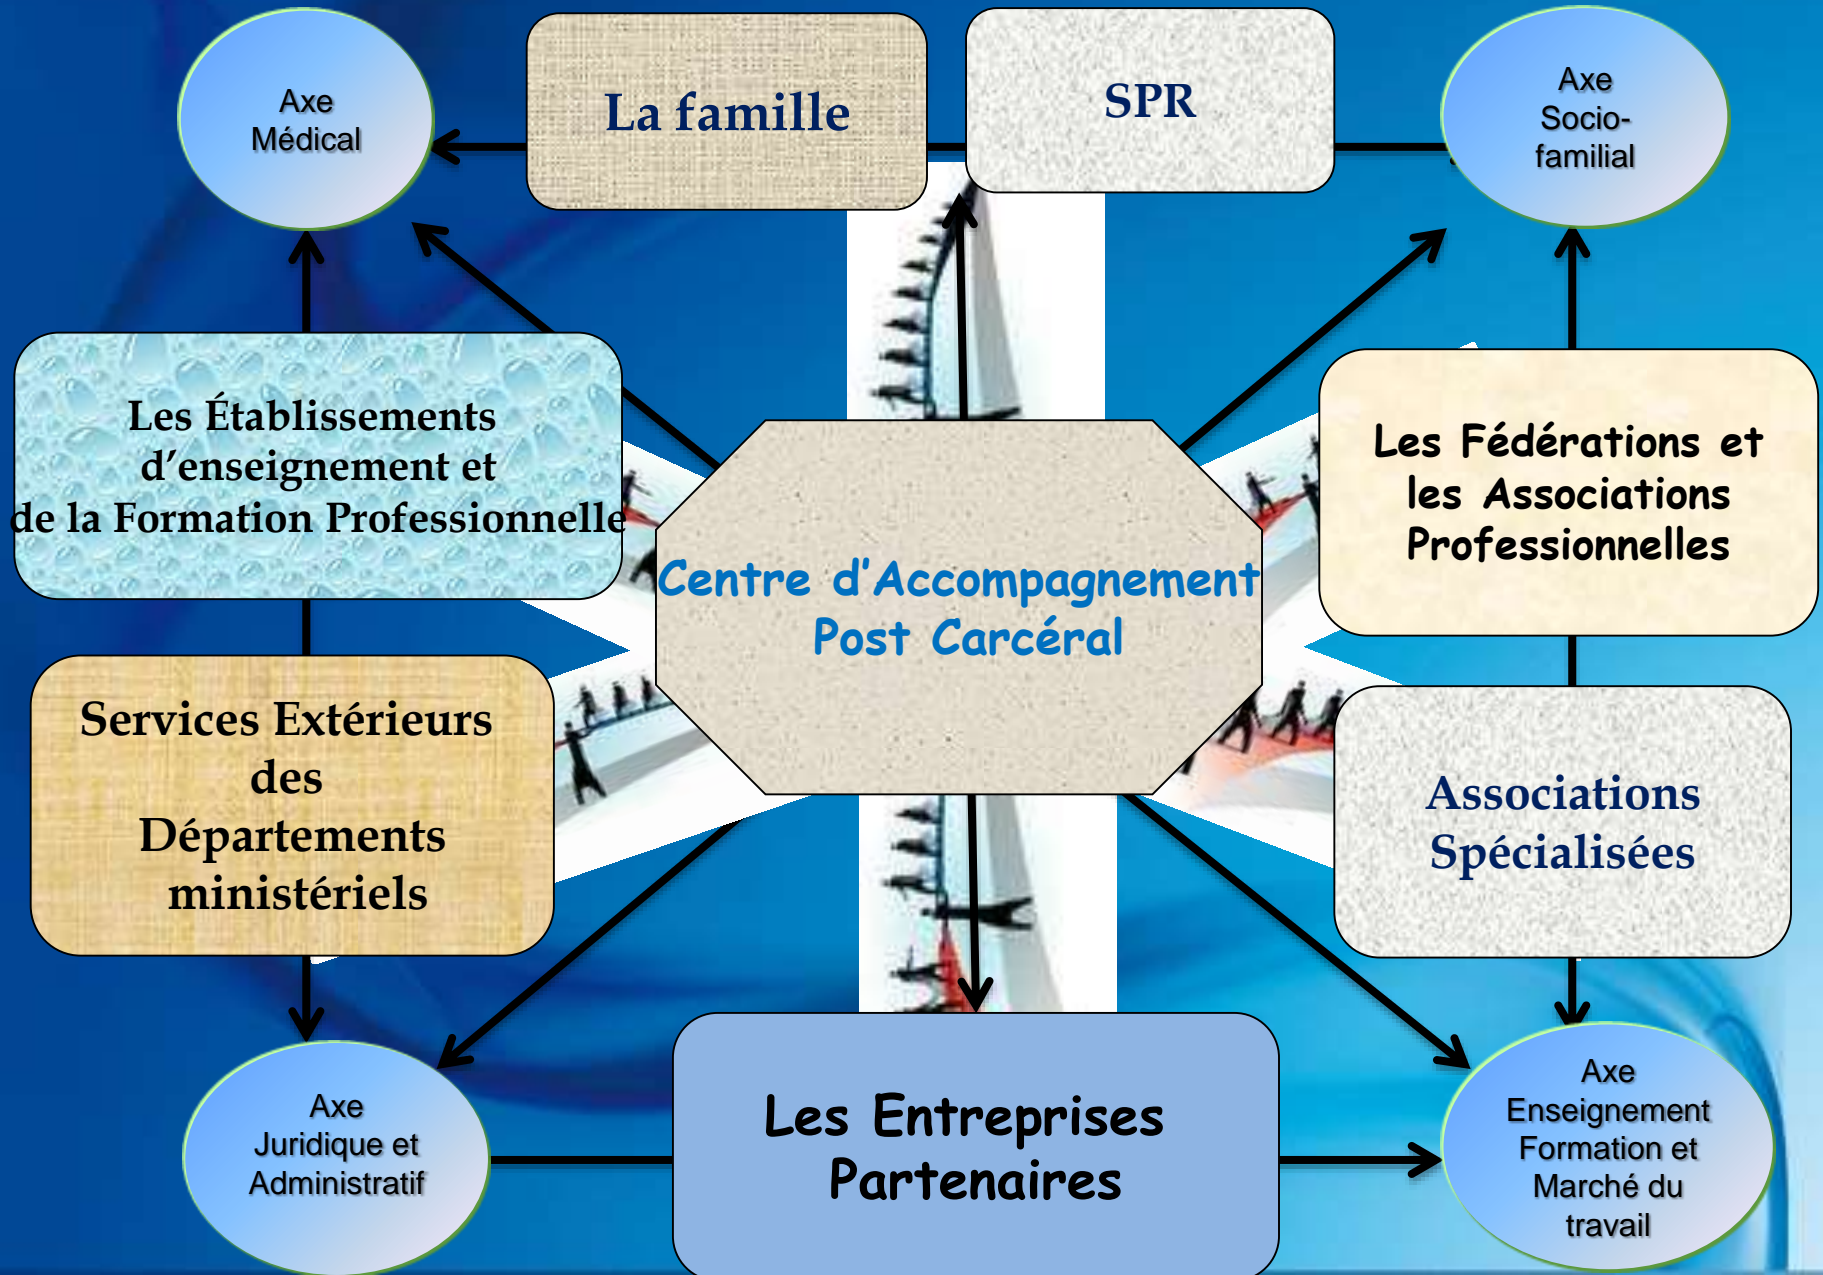 Axe
Médical
La famille
SPR
Axe
Socio-
familial
Les Établissements
d’enseignement et
de la Formation Professionnelle
Les Fédérations et
les Associations
Professionnelles
Centre d’Accompagnement
Post Carcéral
Services Extérieurs
des
Départements
ministériels
Associations
Spécialisées
Axe
Juridique et
Administratif
Les Entreprises
Partenaires
Axe
Enseignement
Formation et
Marché du
travail